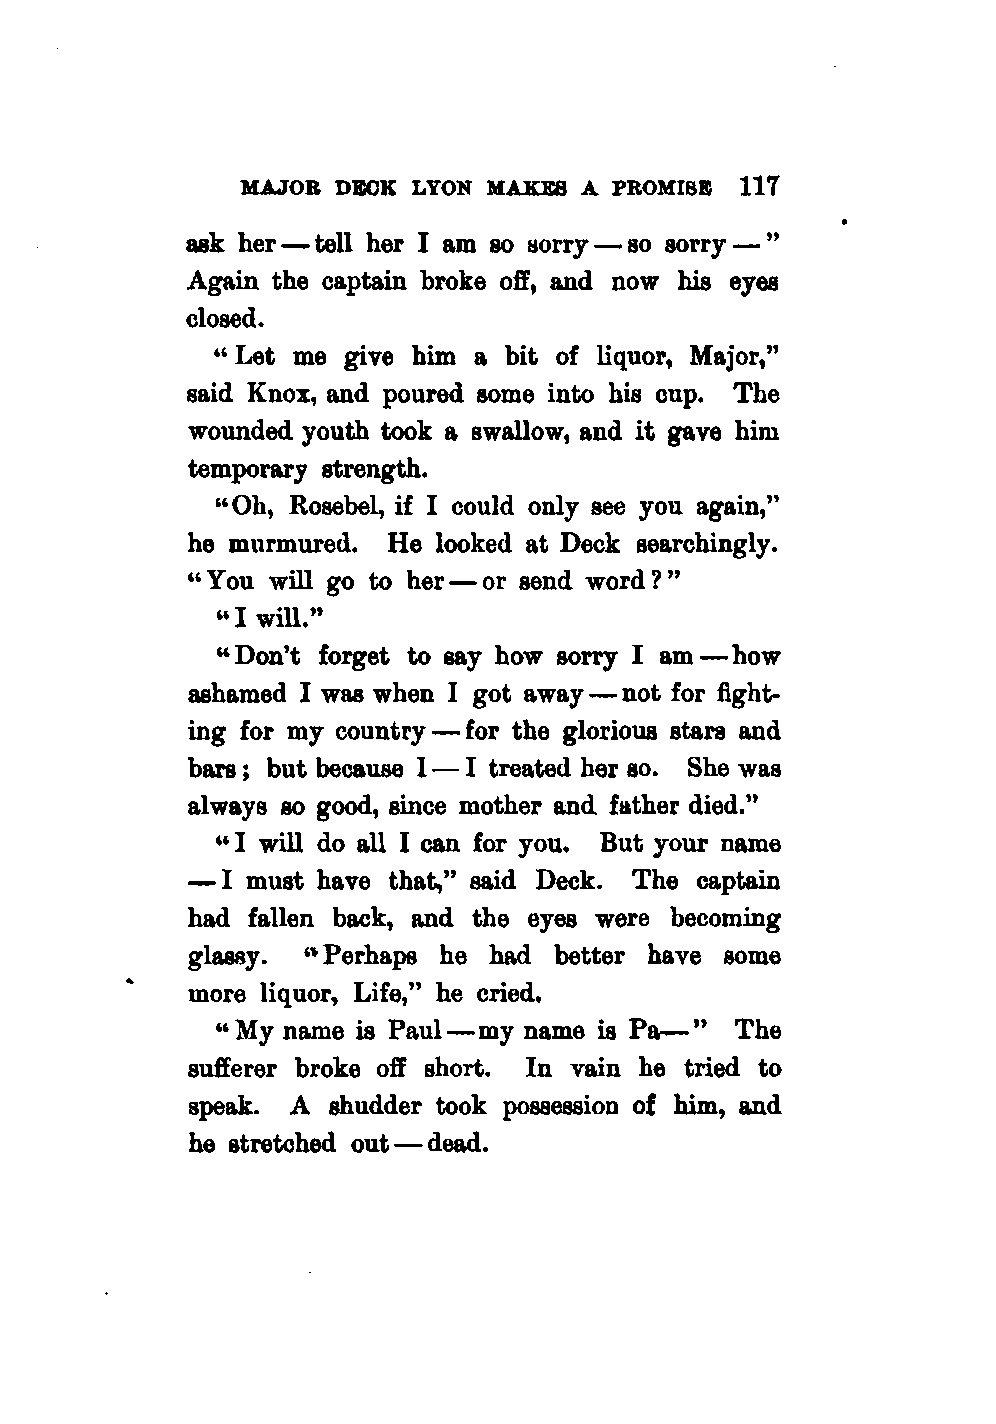 MAJOR DECK LYON MAKES A PROMISE 117
ask her — tell her I am so sorry — so sorry — "
Again the captain broke off, and now his eyes
closed.
"Let me give him a bit of liquor, Major,"
said Knox, and poured some into his cup. The
wounded youth took a swallow, and it gave him
temporary strength.
"Oh, Rosebel, if I could only see you again,"
he murmured. He looked at Deck searchingly.
"You will go to her — or send word?"
"I will."
"Don't forget to say how sorry I am — how
ashamed I was when I got away — not for fight-
ing for my country — for the glorious stars and
bars; but because I — I treated her so. She was
always so good, since mother and father died."
"I will do all I can for you. But your name
— I must have that," said Deck. The captain
had fallen back, and the eyes were becoming
glassy. "Perhaps he had better have some
more liquor, Life," he cried.
"My name is Paul — my name is Pa—" The
sufferer broke off short. In vain he tried to
speak. A shudder took possession of him, and
he stretched out — dead.